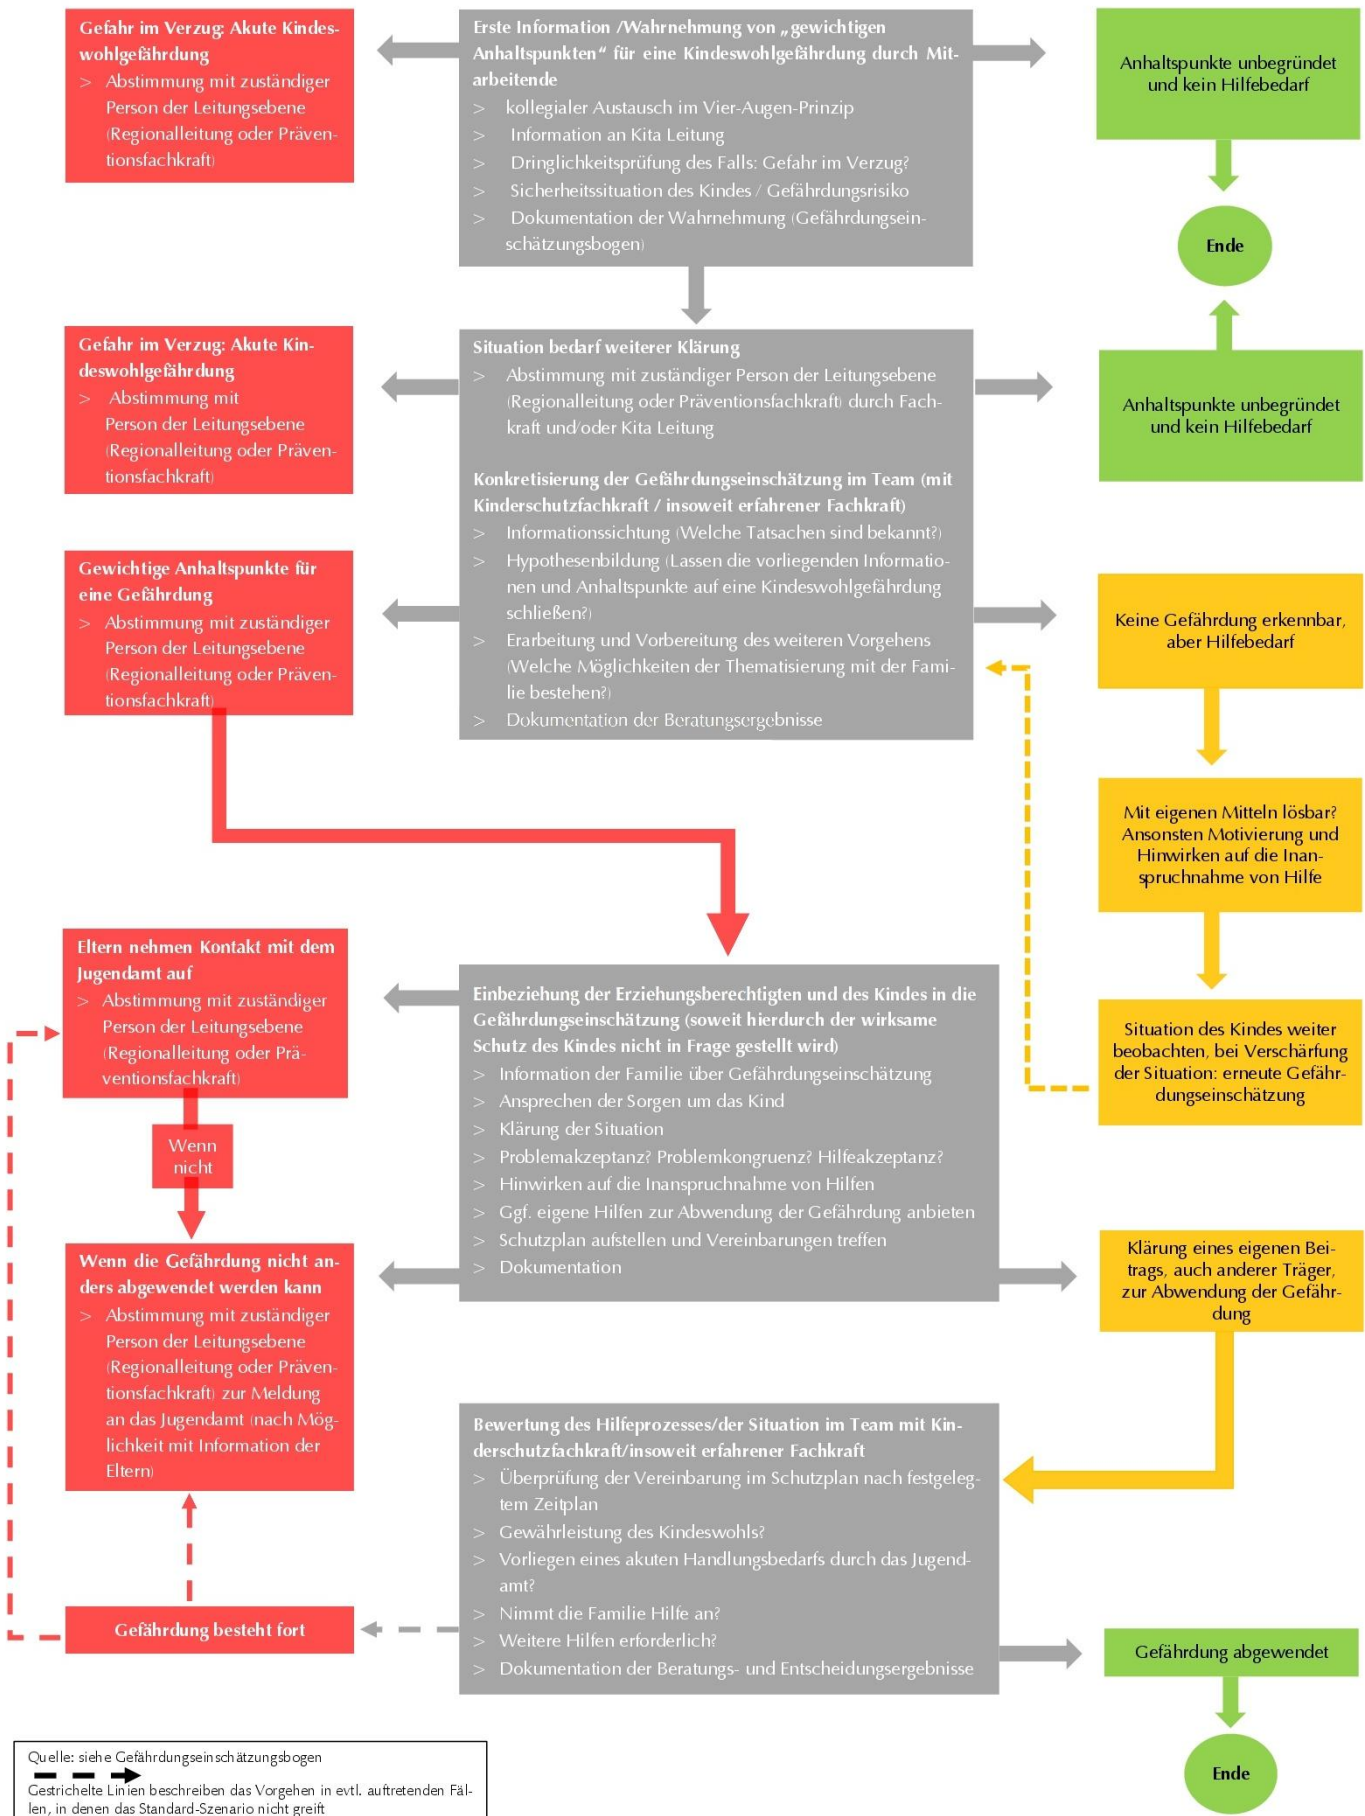 Gefahr im Verzug: Akute Kindes-
wohlgefährdung
> Abstimmung mit zuständiger
Person der Leitungsebene
(Regionalleitung oder Präven-
tionsfachkraft)
Erste Information /Wahrnehmung von „gewichtigen
Anhaltspunkten“ für eine Kindeswohlgefährdung durch Mit-
arbeitende
> kollegialer Austausch im Vier-Augen-Prinzip
> Information an Kita Leitung
> Dringlichkeitsprüfung des Falls: Gefahr im Verzug?
> Sicherheitssituation des Kindes / Gefährdungsrisiko
> Dokumentation der Wahrnehmung (Gefährdungsein-
schätzungsbogen)
Anhaltspunkte unbegründet
und kein Hilfebedarf
Ende
Gefahr im Verzug: Akute Kin-
deswohlgefährdung
> Abstimmung mit
Person der Leitungsebene
(Regionalleitung oder Präven-
tionsfachkraft)
Situation bedarf weiterer Klärung
> Abstimmung mit zuständiger Person der Leitungsebene
(Regionalleitung oder Präventionsfachkraft) durch Fach-
kraft und/oder Kita Leitung
Konkretisierung der Gefährdungseinschätzung im Team (mit
Kinderschutzfachkraft / insoweit erfahrener Fachkraft)
> Informationssichtung (Welche Tatsachen sind bekannt?)
> Hypothesenbildung (Lassen die vorliegenden Informatio-
nen und Anhaltspunkte auf eine Kindeswohlgefährdung
schließen?)
> Erarbeitung und Vorbereitung des weiteren Vorgehens
(Welche Möglichkeiten der Thematisierung mit der Fami-
lie bestehen?)
> Dokumentation der Beratungsergebnisse
Anhaltspunkte unbegründet
und kein Hilfebedarf
Gewichtige Anhaltspunkte für
eine Gefährdung
> Abstimmung mit zuständiger
Person der Leitungsebene
(Regionalleitung oder Präven-
tionsfachkraft)
Keine Gefährdung erkennbar,
aber Hilfebedarf
Mit eigenen Mitteln lösbar?
Ansonsten Motivierung und
Hinwirken auf die Inan-
spruchnahme von Hilfe
Situation des Kindes weiter
beobachten, bei Verschärfung
der Situation: erneute Gefähr-
dungseinschätzung
Eltern nehmen Kontakt mit dem
Jugendamt auf
> Abstimmung mit zuständiger
Person der Leitungsebene
(Regionalleitung oder Prä-
ventionsfachkraft)
Wenn
nicht
Einbeziehung der Erziehungsberechtigten und des Kindes in die
Gefährdungseinschätzung (soweit hierdurch der wirksame
Schutz des Kindes nicht in Frage gestellt wird)
> Information der Familie über Gefährdungseinschätzung
> Ansprechen der Sorgen um das Kind
> Klärung der Situation
> Problemakzeptanz? Problemkongruenz? Hilfeakzeptanz?
> Hinwirken auf die Inanspruchnahme von Hilfen
> Ggf. eigene Hilfen zur Abwendung der Gefährdung anbieten
> Schutzplan aufstellen und Vereinbarungen treffen
> Dokumentation
Wenn die Gefährdung nicht an-
ders abgewendet werden kann
> Abstimmung mit zuständiger
Person der Leitungsebene
(Regionalleitung oder Präven-
tionsfachkraft) zur Meldung
an das Jugendamt (nach Mög-
lichkeit mit Information der
Eltern)
Klärung eines eigenen Bei-
trags, auch anderer Träger,
zur Abwendung der Gefähr-
dung
Bewertung des Hilfeprozesses/der Situation im Team mit Kin-
derschutzfachkraft/insoweit erfahrener Fachkraft
> Überprüfung der Vereinbarung im Schutzplan nach festgeleg-
tem Zeitplan
> Gewährleistung des Kindeswohls?
> Vorliegen eines akuten Handlungsbedarfs durch das Jugend-
amt?
> Nimmt die Familie Hilfe an?
> Weitere Hilfen erforderlich?
> Dokumentation der Beratungs- und Entscheidungsergebnisse
Gefährdung besteht fort
Gefährdung abgewendet
Ende
Quelle: siehe Gefährdungseinschätzungsbogen
Gestrichelte Linien beschreiben das Vorgehen in evtl. auftretenden Fäl-
len, in denen das Standard-Szenario nicht greift